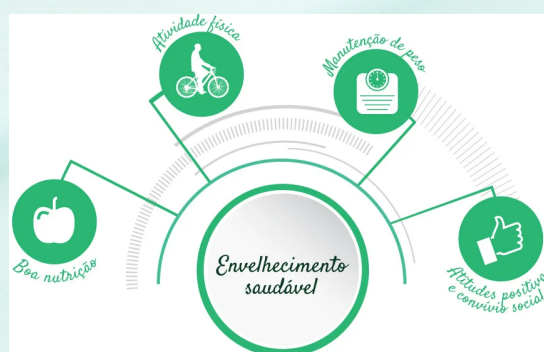 Atividade física
Manutenção de peso
Boa nutrição
Envelhecimento
saudável
Atitudes positivas
e convívio social